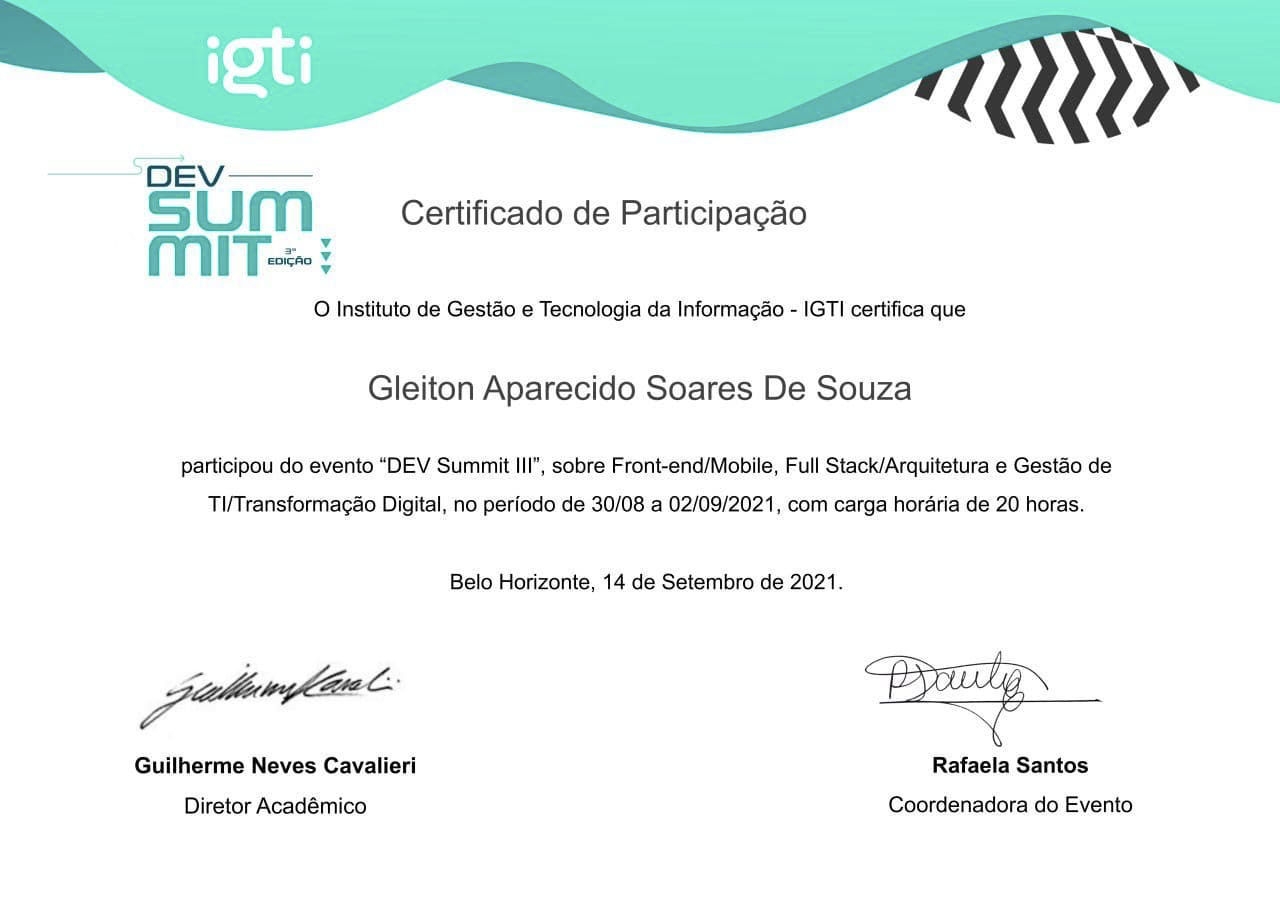 igti
DEV
SUM
MIT
3ª
EDIÇÃO
Certificado de Participação
O Instituto de Gestão e Tecnologia da Informação - IGTI certifica que
Gleiton Aparecido Soares De Souza
participou do evento “DEV Summit III”, sobre Front-end/Mobile, Full Stack/Arquitetura e Gestão de
TI/Transformação Digital, no período de 30/08 a 02/09/2021, com carga horária de 20 horas.
Belo Horizonte, 14 de Setembro de 2021.
Guilherme Neves Cavalieri
Diretor Acadêmico
Rafaela Santos
Coordenadora do Evento